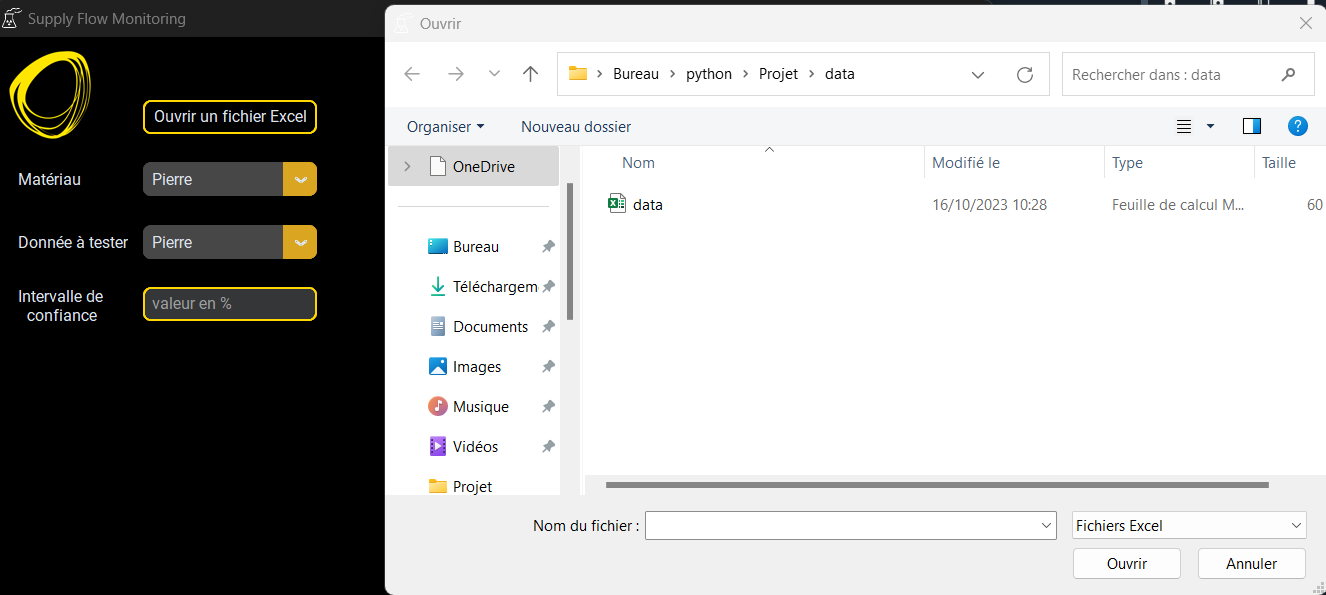 Supply Flow Monitoring
Ouvrir un fichier Excel
Matériau
Pierre
Donnée à tester
Pierre
Intervalle de
confiance
valeur en %
Ouvrir
Bureau
python
Projet
data
Rechercher dans : data
Organiser
Nouveau dossier
?
OneDrive
Bureau
Téléchargem
Documents
Images
Musique
Vidéos
Projet
Nom
Modifié le
Type
Taille
data
16/10/2023 10:28
Feuille de calcul M...
60
Nom du fichier :
Fichiers Excel
Ouvrir
Annuler